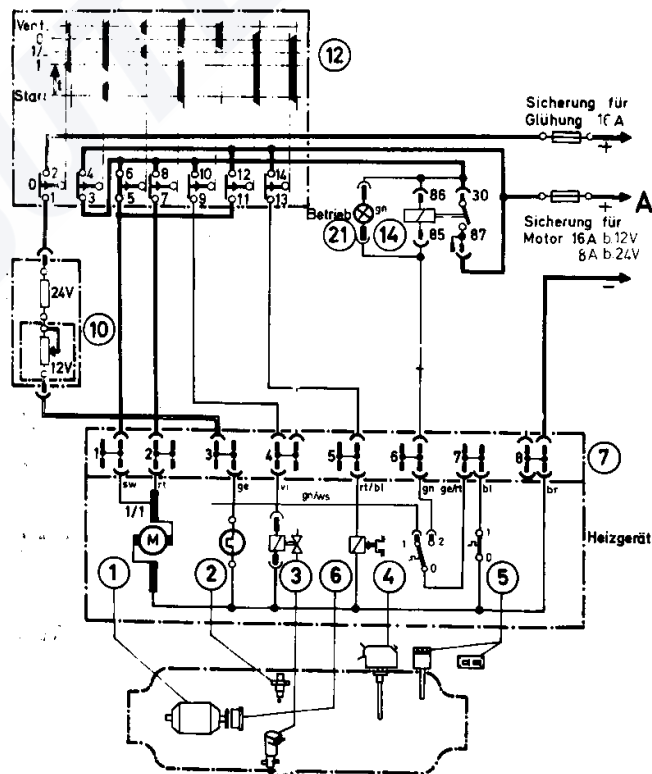 Vent.
0
1/
1
t
Start
12
Sicherung für
Glühung 16A
+
0
2
4
6
8
10
12
14
1
3
5
7
9
11
13
86
30
Betrieb
gn
21
14
85
87
+
A
Sicherung für
Motor 16A b.12V
8A b.24V
–
24V
12V
10
1
2
3
4
5
6
7
8
7
sw
rt
ge
vi
rt/bl
gn
ge/rt
bl
br
gn/ws
1/1
M
1
2
0
1
0
Heizgerät
1
2
3
6
4
5